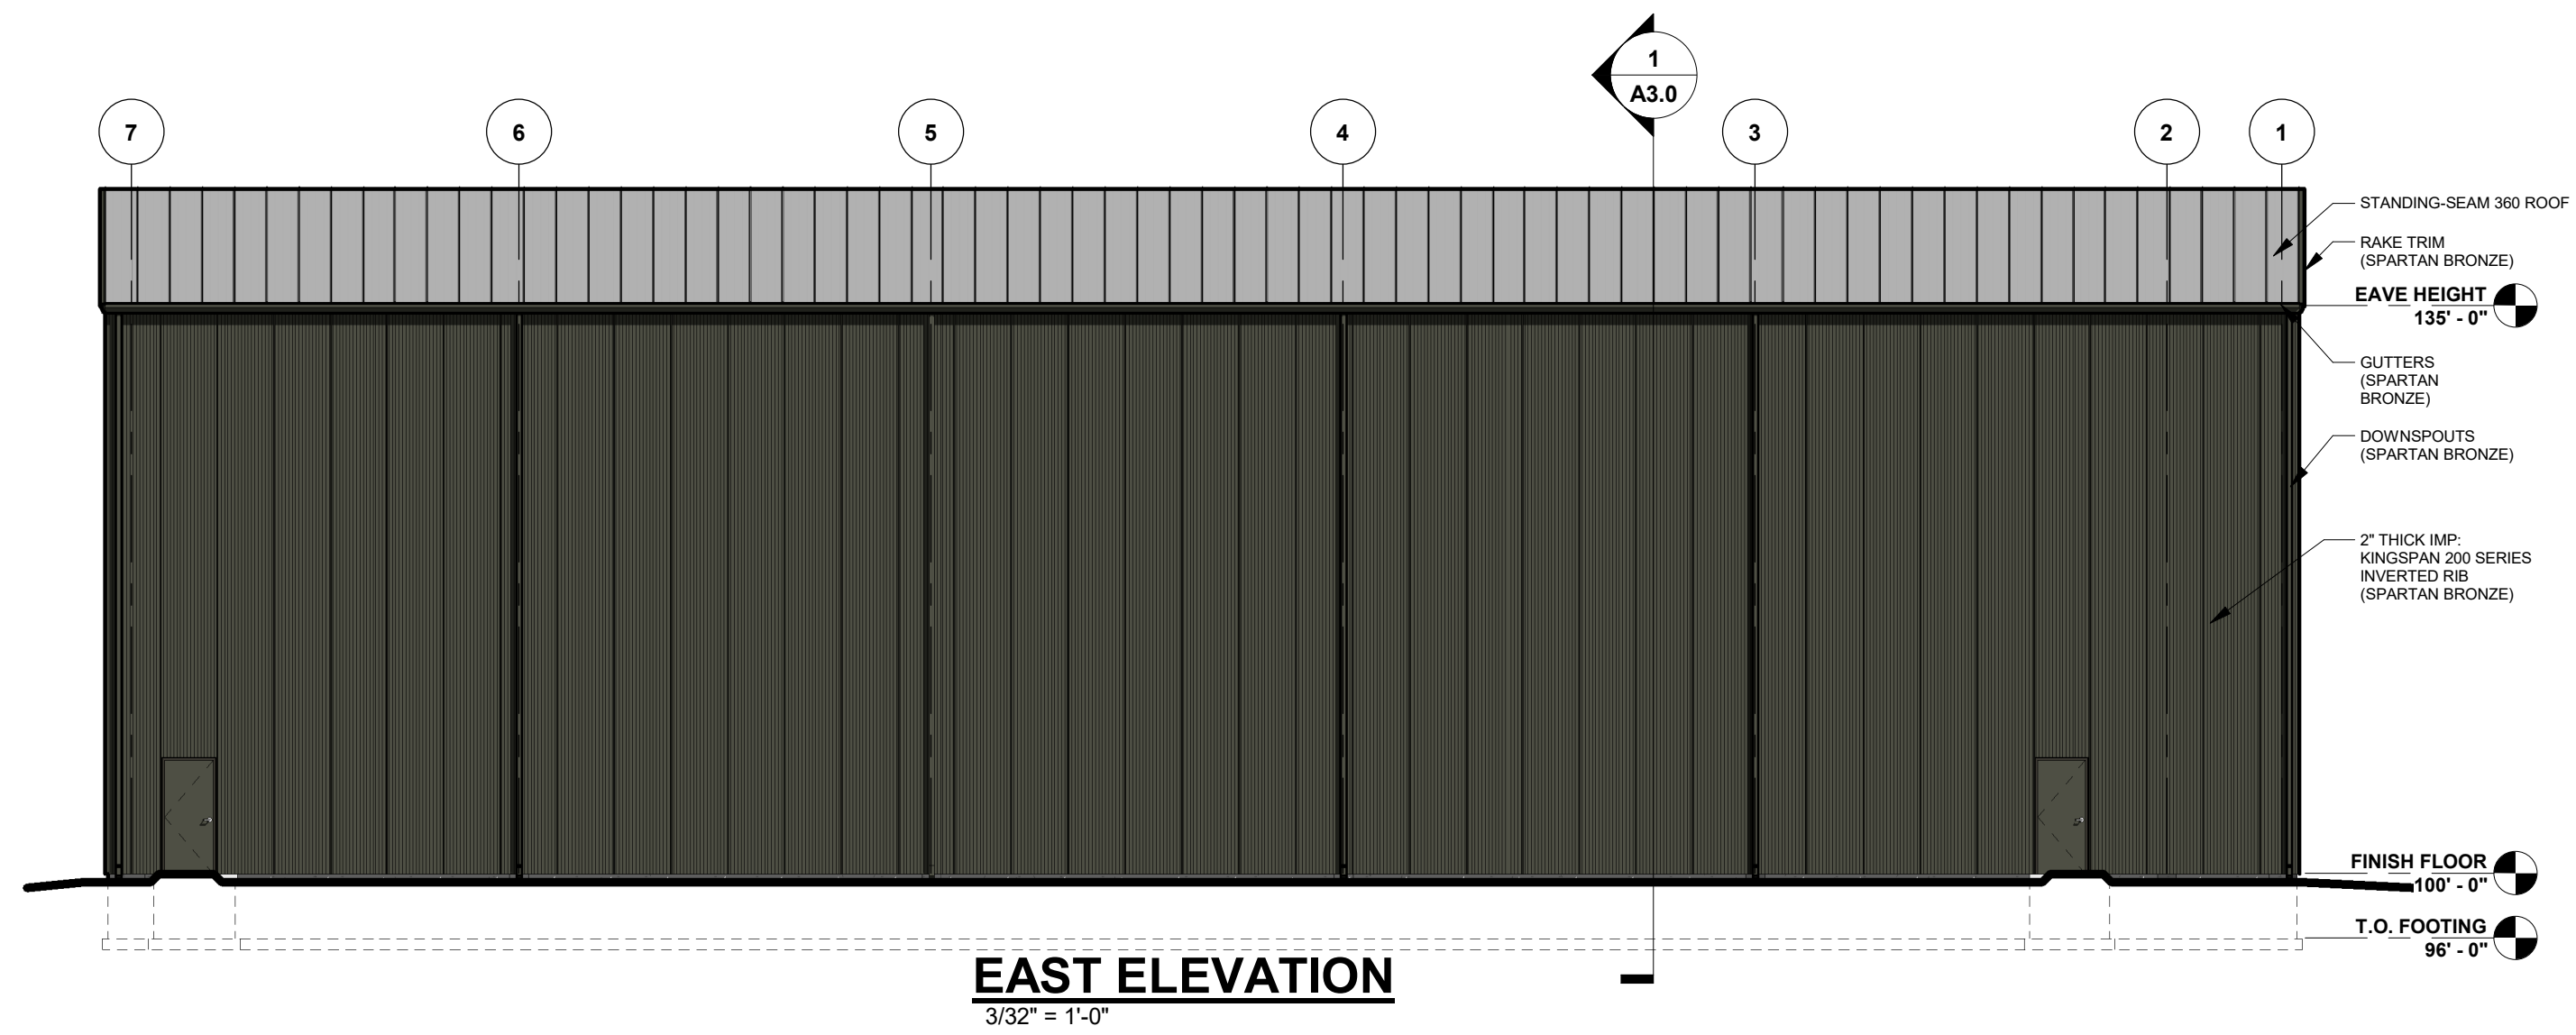 1
A3.0
7
6
5
4
3
2
1
STANDING-SEAM 360 ROOF
RAKE TRIM
(SPARTAN BRONZE)
EAVE HEIGHT
135' - 0"
GUTTERS
(SPARTAN
BRONZE)
DOWNSPOUTS
(SPARTAN BRONZE)
2" THICK IMP:
KINGSPAN 200 SERIES
INVERTED RIB
(SPARTAN BRONZE)
FINISH FLOOR
100' - 0"
T.O. FOOTING
96' - 0"
EAST ELEVATION
3/32" = 1'-0"